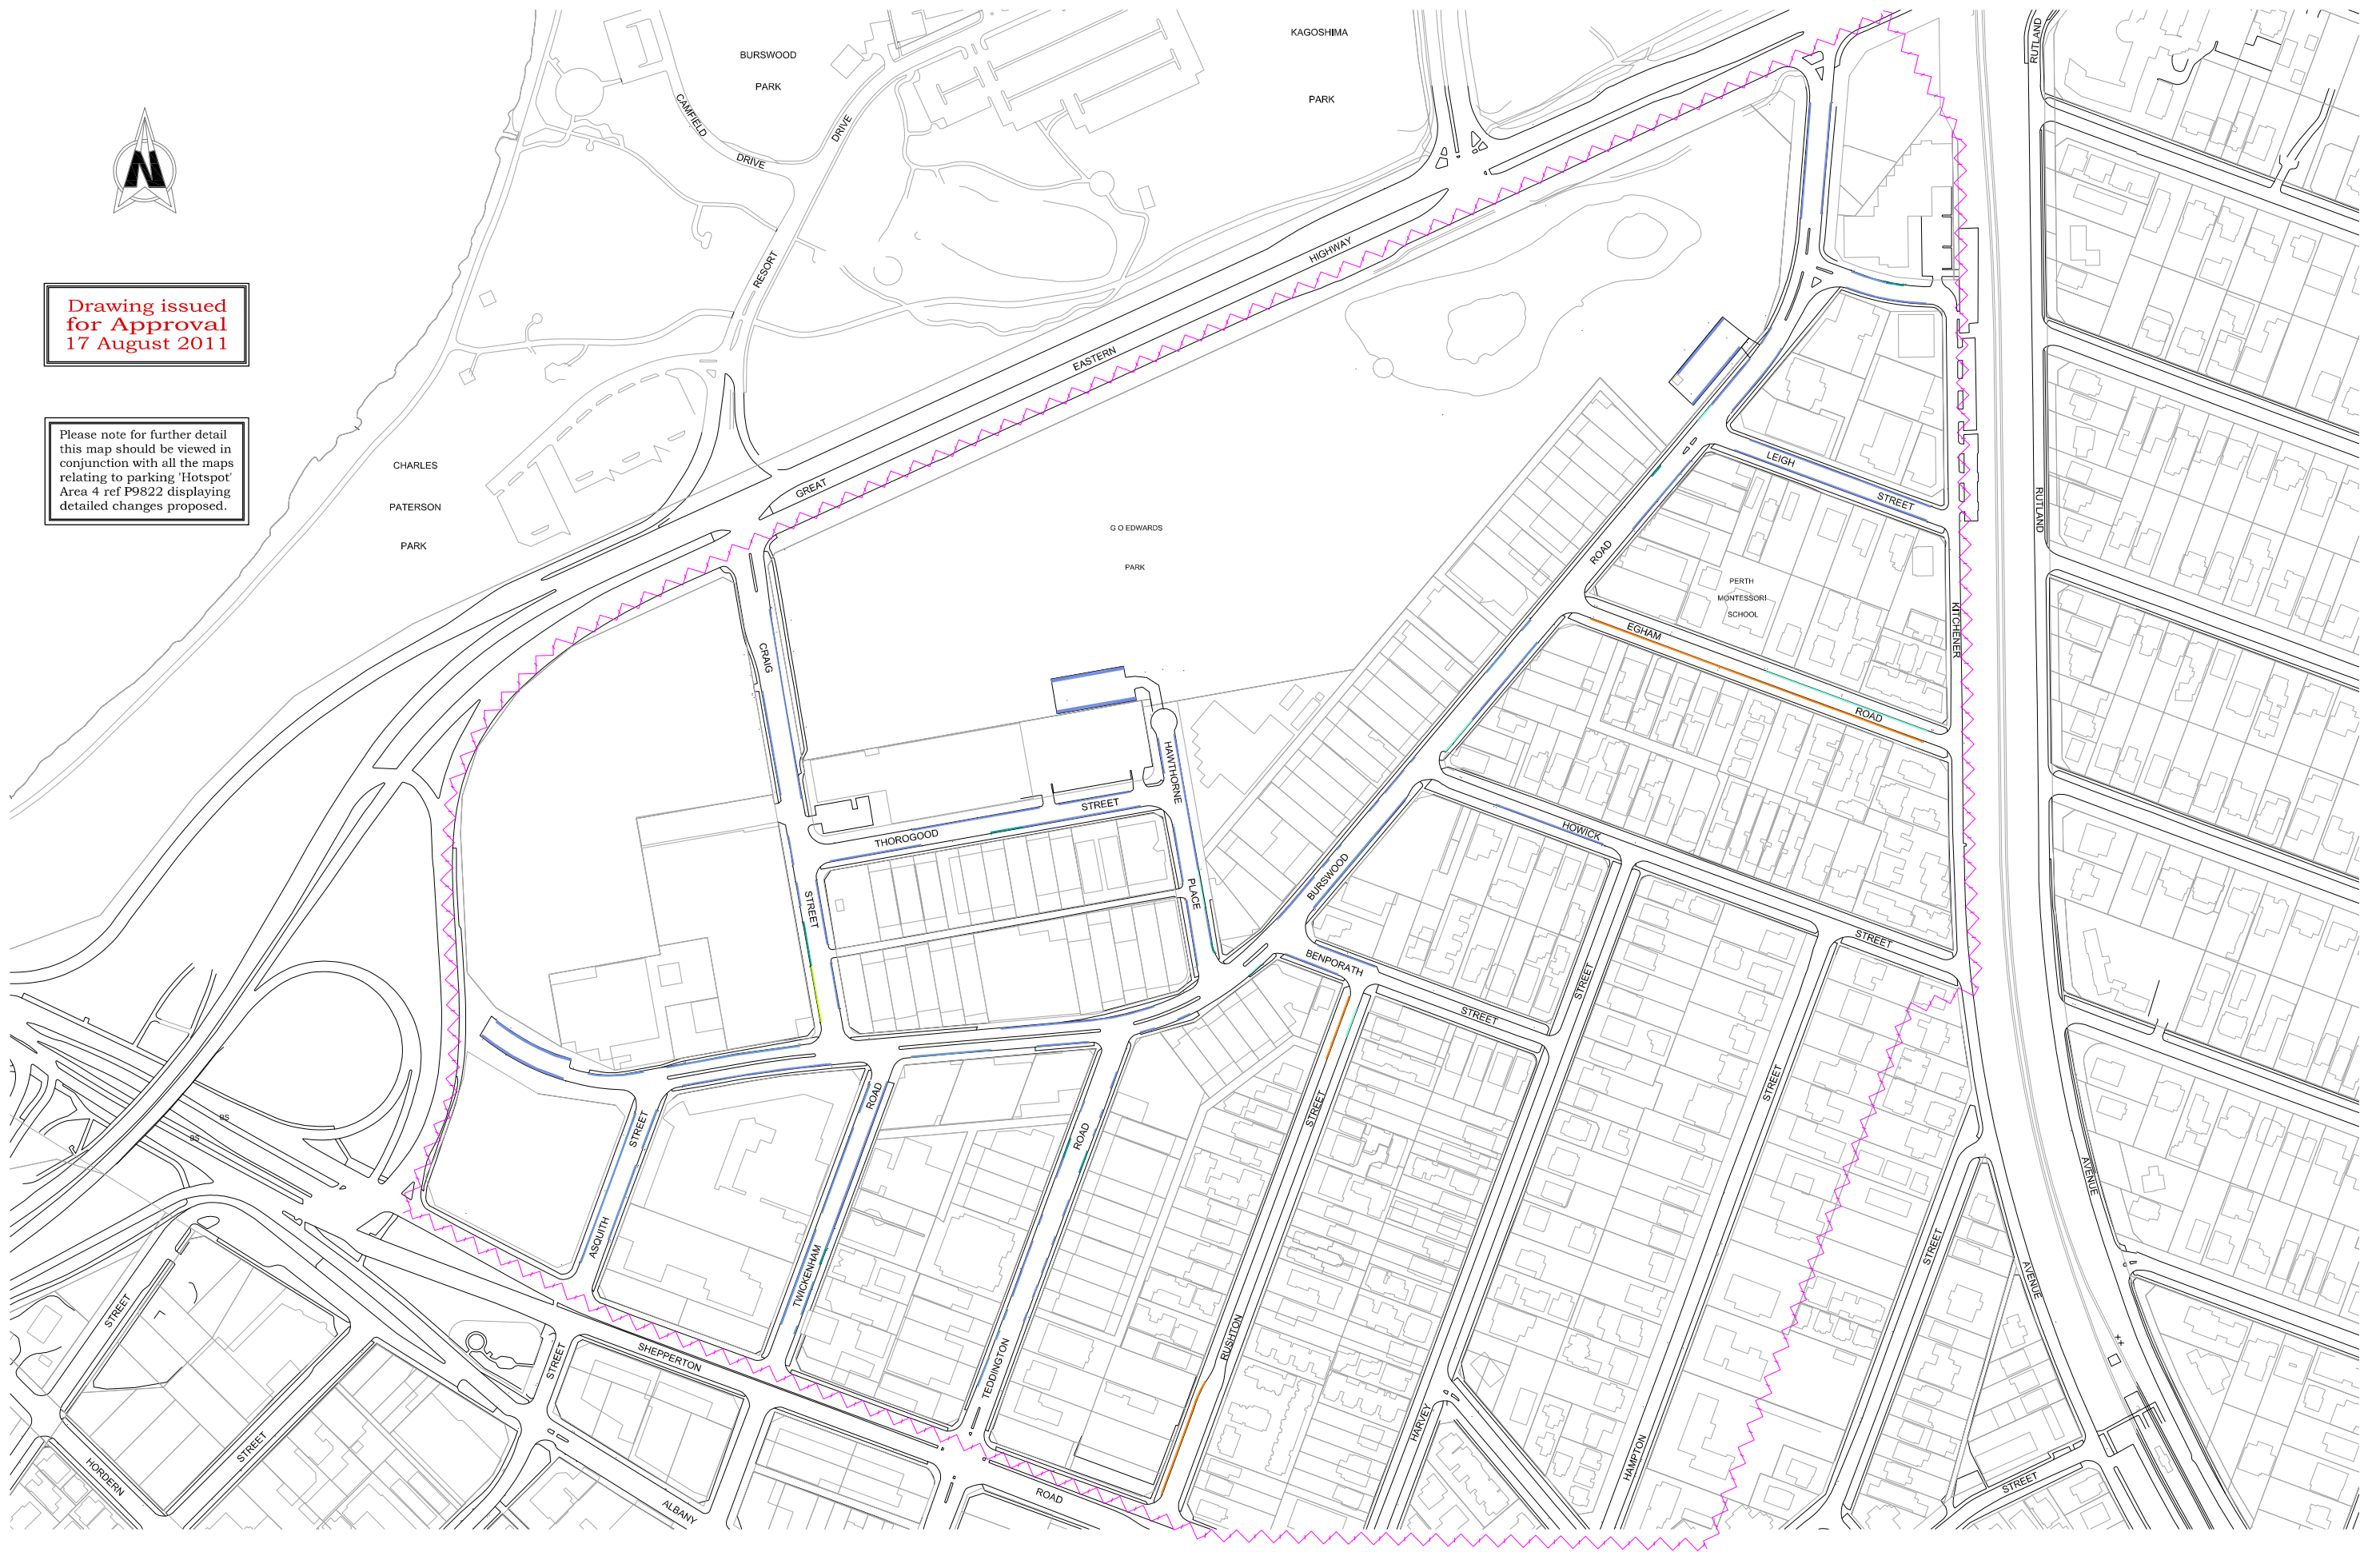 BURSWOOD
PARK
KAGOSHIMA
PARK
RUTLAND
CAMFIELD
DRIVE
DRIVE
RESORT
N
Drawing issued
for Approval
17 August 2011
Please note for further detail
this map should be viewed in
conjunction with all the maps
relating to parking 'Hotspot'
Area 4 ref P9822 displaying
detailed changes proposed.
CHARLES
PATERSON
PARK
GREAT
EASTERN
HIGHWAY
G O EDWARDS
PARK
LEIGH
STREET
RUTLAND
ROAD
PERTH
MONTESSORI
SCHOOL
EGHAM
ROAD
KITCHENER
CRAIG
STREET
HAWTHORNE
PLACE
THOROGOOD
STREET
HOWICK
STREET
BURSWOOD
BENPORATH
STREET
STREET
STREET
STREET
ROAD
STREET
ROAD
BS
BS
ASQUITH
TWICKENHAM
TEDDINGTON
RUSHTON
HARVEY
HAMPTON
STREET
AVENUE
AVENUE
STREET
STREET
STREET
SHEPPERTON
ROAD
HORDERN
ALBANY
STREET